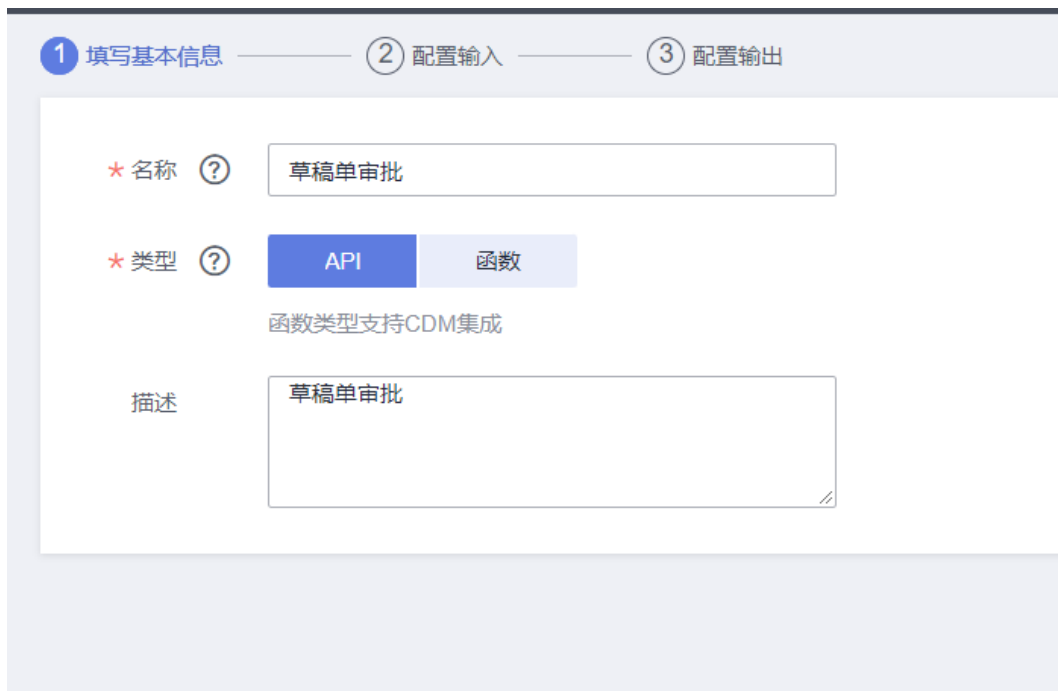 1 填写基本信息 2 配置输入 3 配置输出
* 名称 ? 草稿单审批
* 类型 ? API 函数
函数类型支持CDM集成
描述 草稿单审批